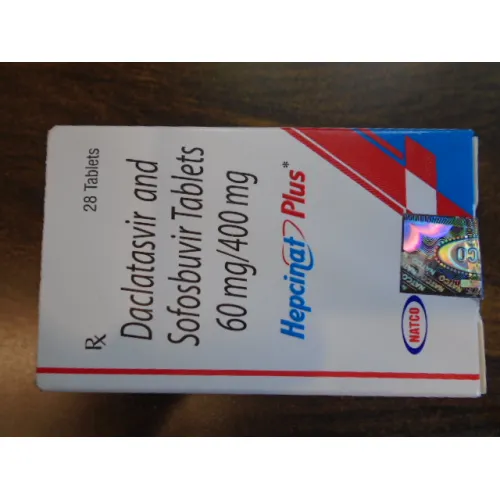 Rx
28 Tablets
Daclatasvir and
Sofosbuvir Tablets
60 mg/400 mg
Hepcinat Plus*
NATCO